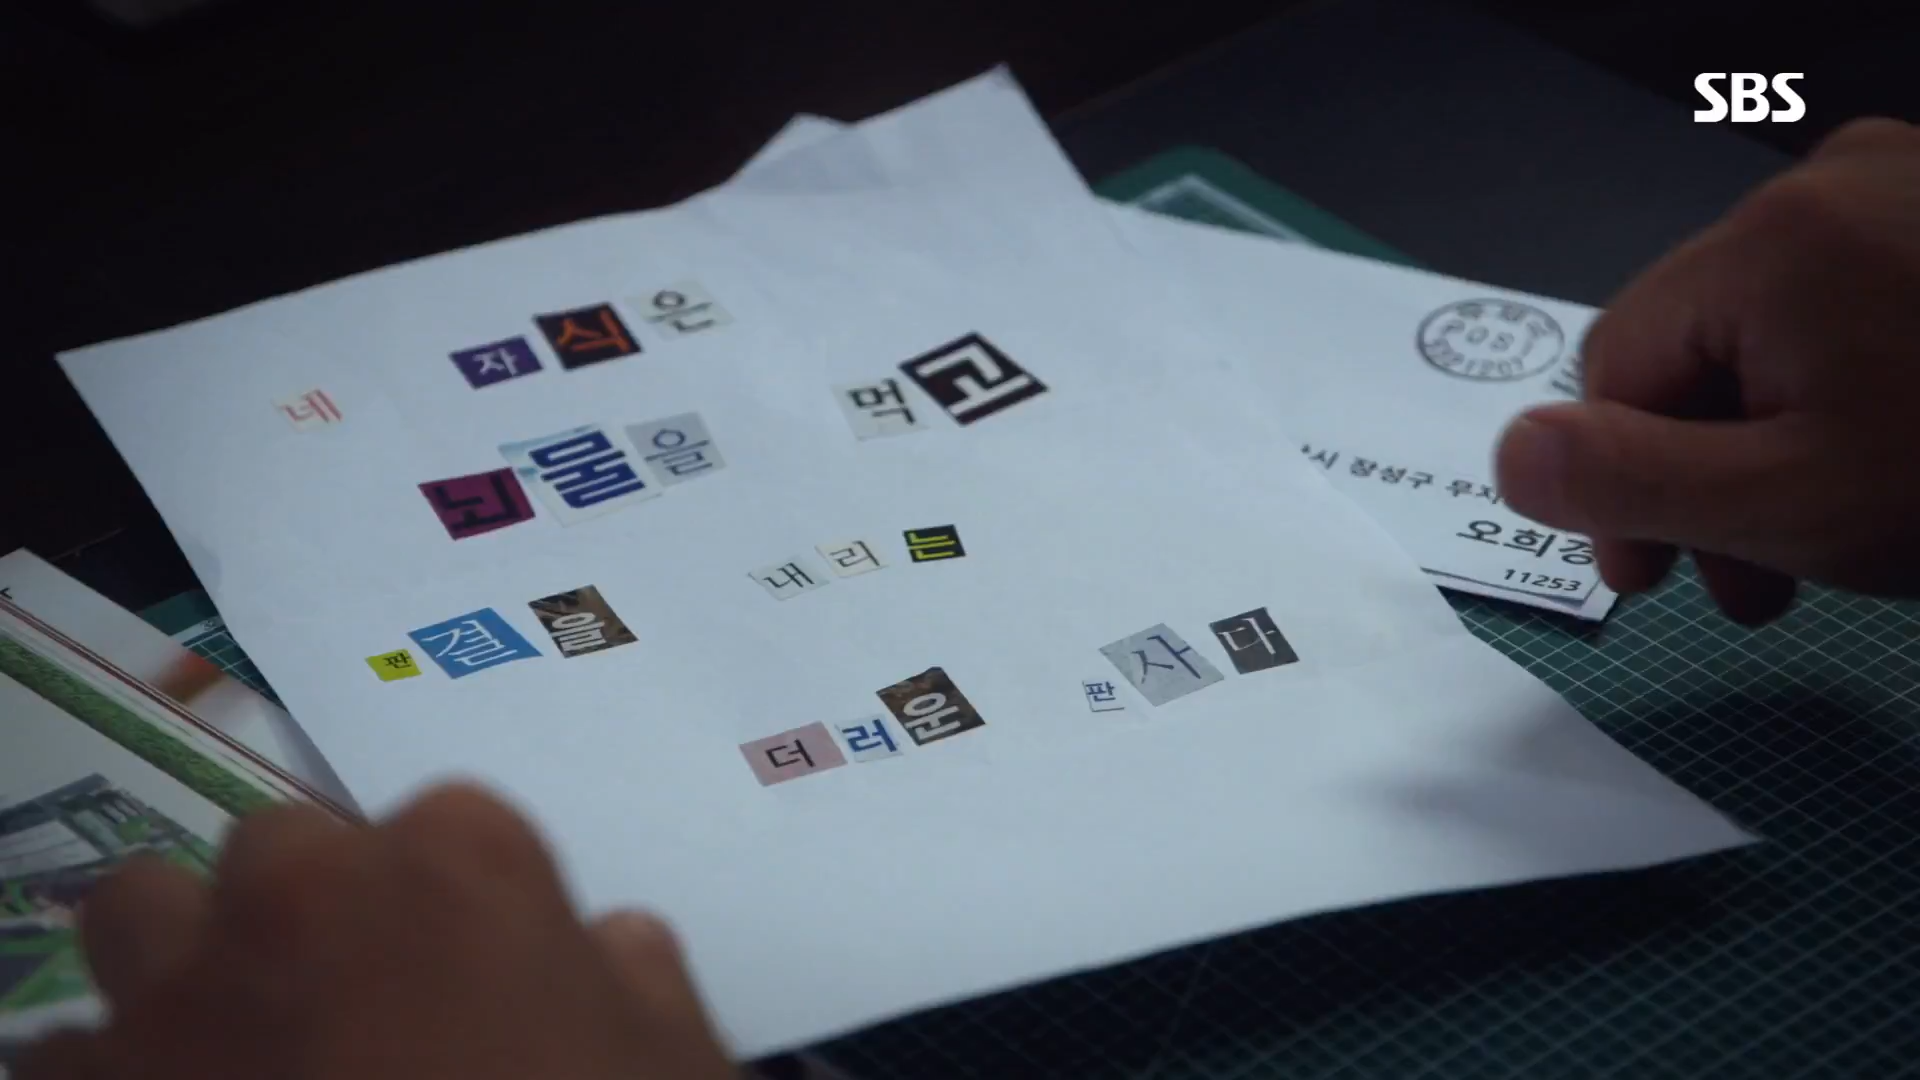 SBS
네 자식은
뇌물을 먹고
판결을 내리는
더러운 판사다
시 장성구 무지
오희경
11253